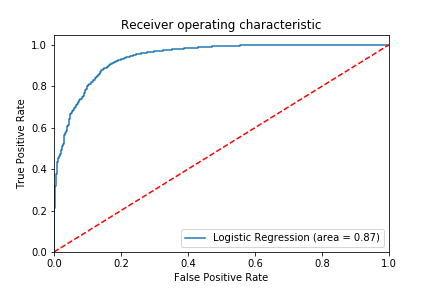 Receiver operating characteristic
1.0
0.8
0.6
0.4
0.2
0.0
True Positive Rate
Logistic Regression (area = 0.87)
0.0 0.2 0.4 0.6 0.8 1.0
False Positive Rate